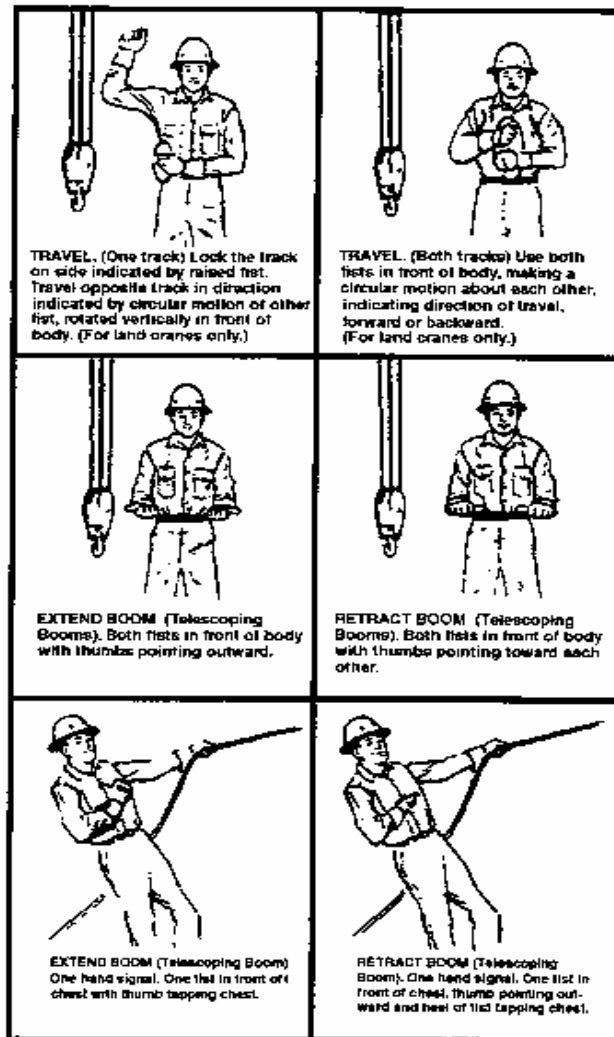 TRAVEL. (One track) Lock the track
on side indicated by raised fist.
Travel opposite track in direction
indicated by circular motion of other
fist, rotated vertically in front of
body. (For land cranes only.)
TRAVEL. (Both tracks) Use both
fists in front of body, making a
circular motion about each other,
indicating direction of travel,
forward or backward.
(For land cranes only.)
EXTEND BOOM (Telescoping
Booms). Both fists in front of body
with thumbs pointing outward.
RETRACT BOOM (Telescoping
Booms). Both fists in front of body
with thumbs pointing toward each
other.
EXTEND BOOM (Telescoping Boom)
One hand signal. One fist in front of
chest with thumb tapping chest.
RETRACT BOOM (Telescoping
Boom). One hand signal. One fist in
front of chest, thumb pointing out-
ward and heel of fist tapping chest.